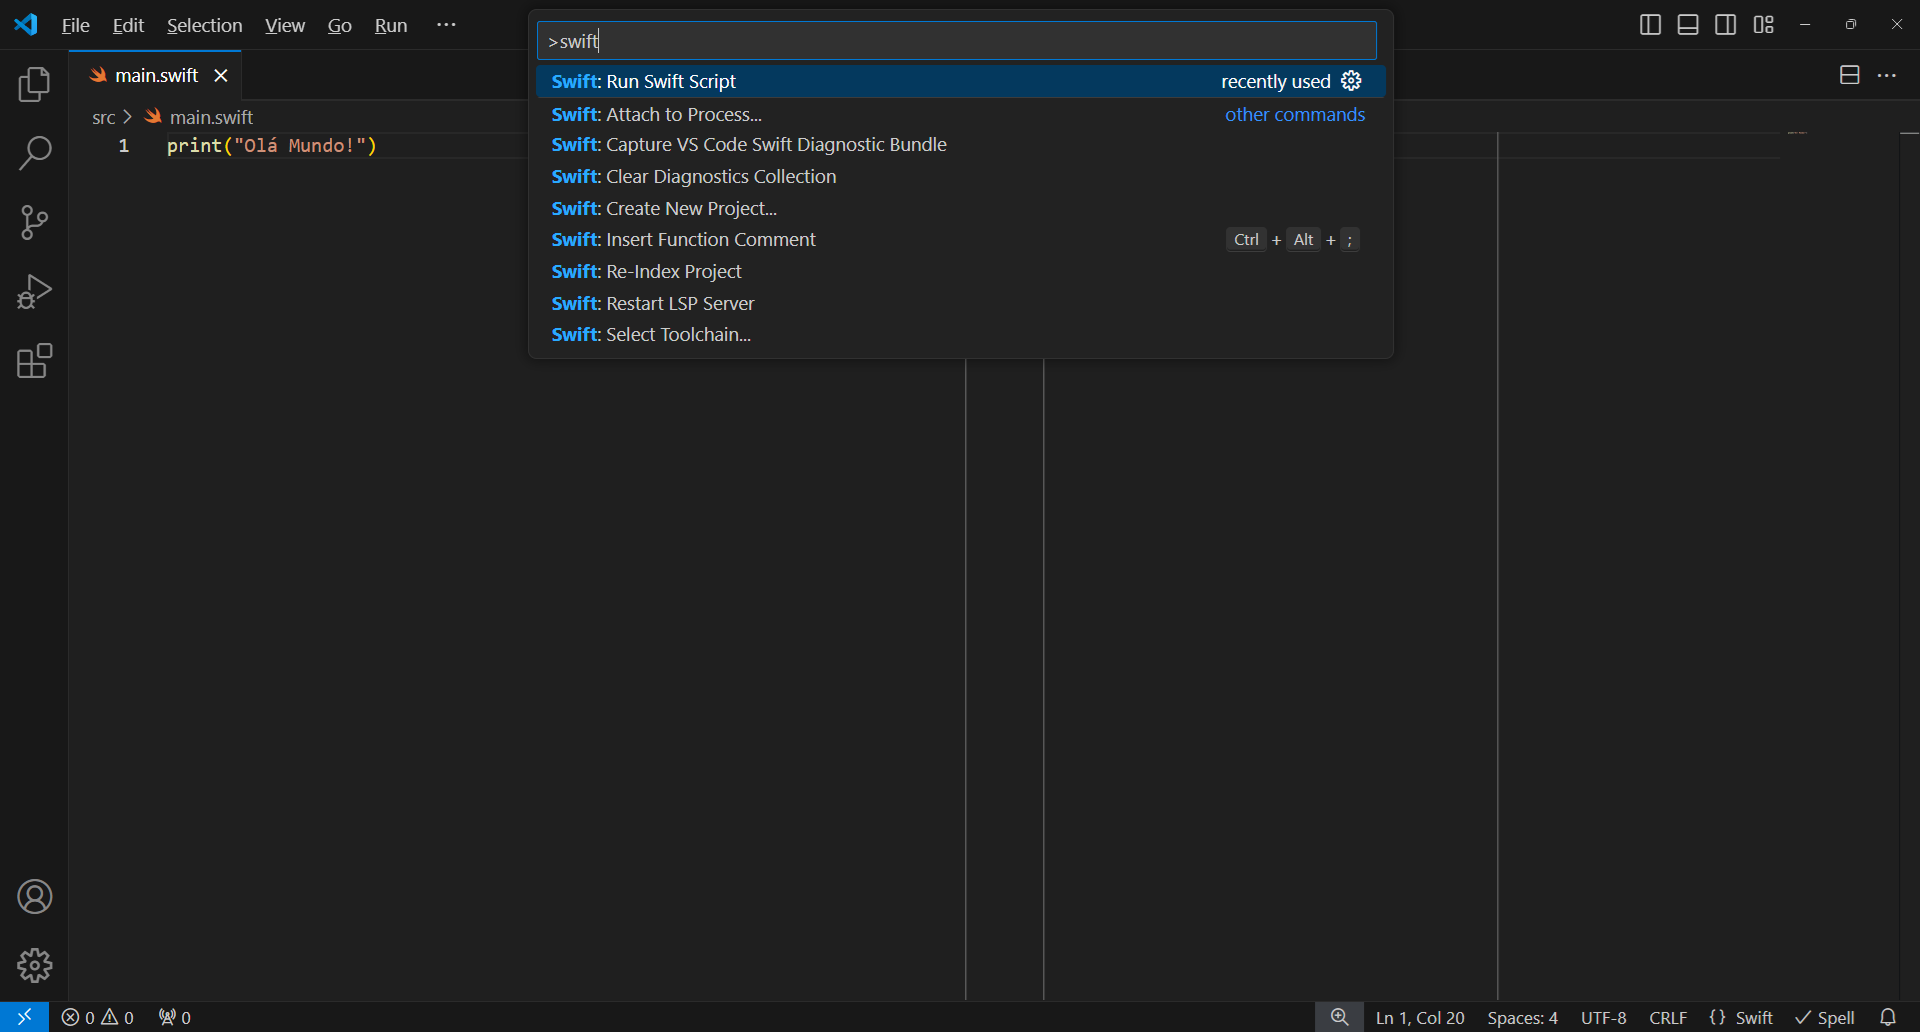 File Edit Selection View Go Run ···
>swift
Swift: Run Swift Script recently used
Swift: Attach to Process... other commands
Swift: Capture VS Code Swift Diagnostic Bundle
Swift: Clear Diagnostics Collection
Swift: Create New Project...
Swift: Insert Function Comment Ctrl + Alt + ;
Swift: Re-Index Project
Swift: Restart LSP Server
Swift: Select Toolchain...
main.swift
src > main.swift
1 print("Olá Mundo!")
0 0 0 Ln 1, Col 20 Spaces: 4 UTF-8 CRLF {} Swift Spell